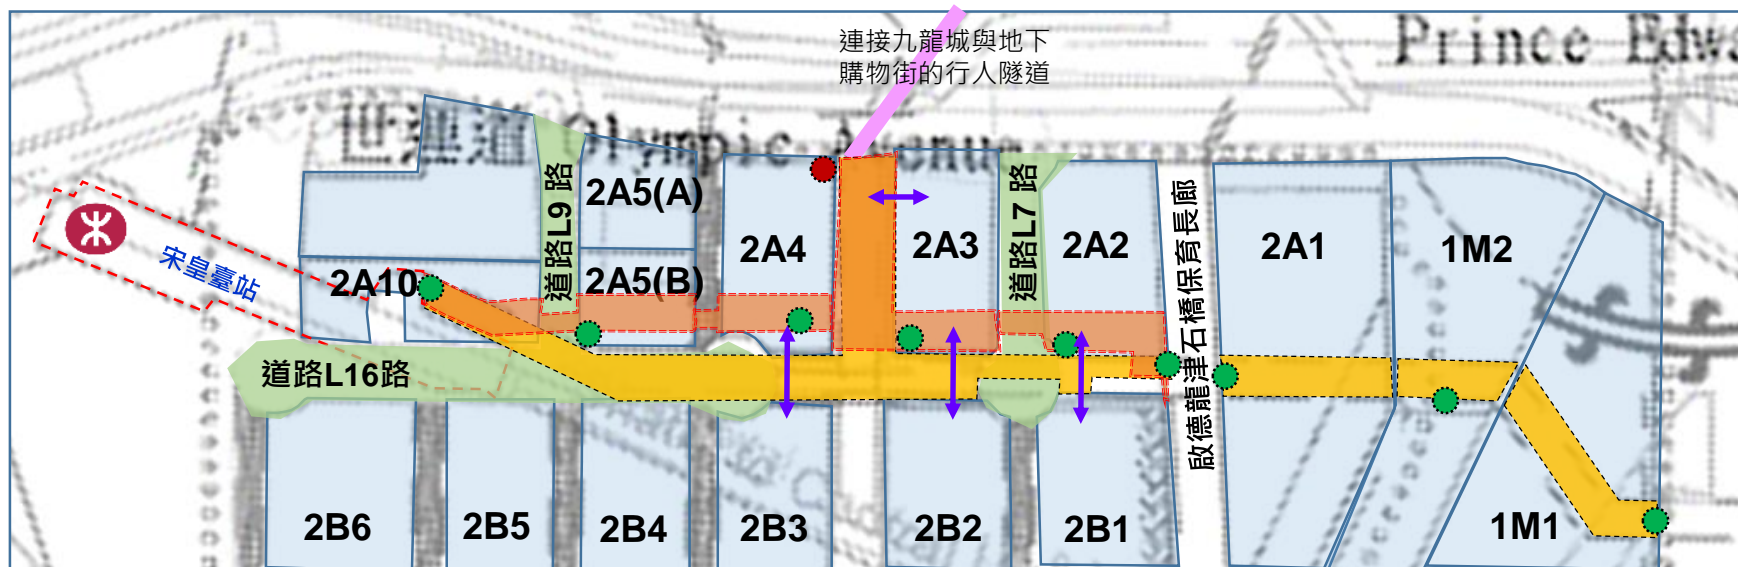 連接九龍城與地下
購物街的行人隧道
Prince Edwa
世運道 Olympic Avenue
道路L9 路
2A5(A)
2A4
2A3
道路L7 路
2A2
啟德龍津石橋保育長廊
2A1
1M2
宋皇臺站
2A10
2A5(B)
道路L16路
2B6
2B5
2B4
2B3
2B2
2B1
1M1